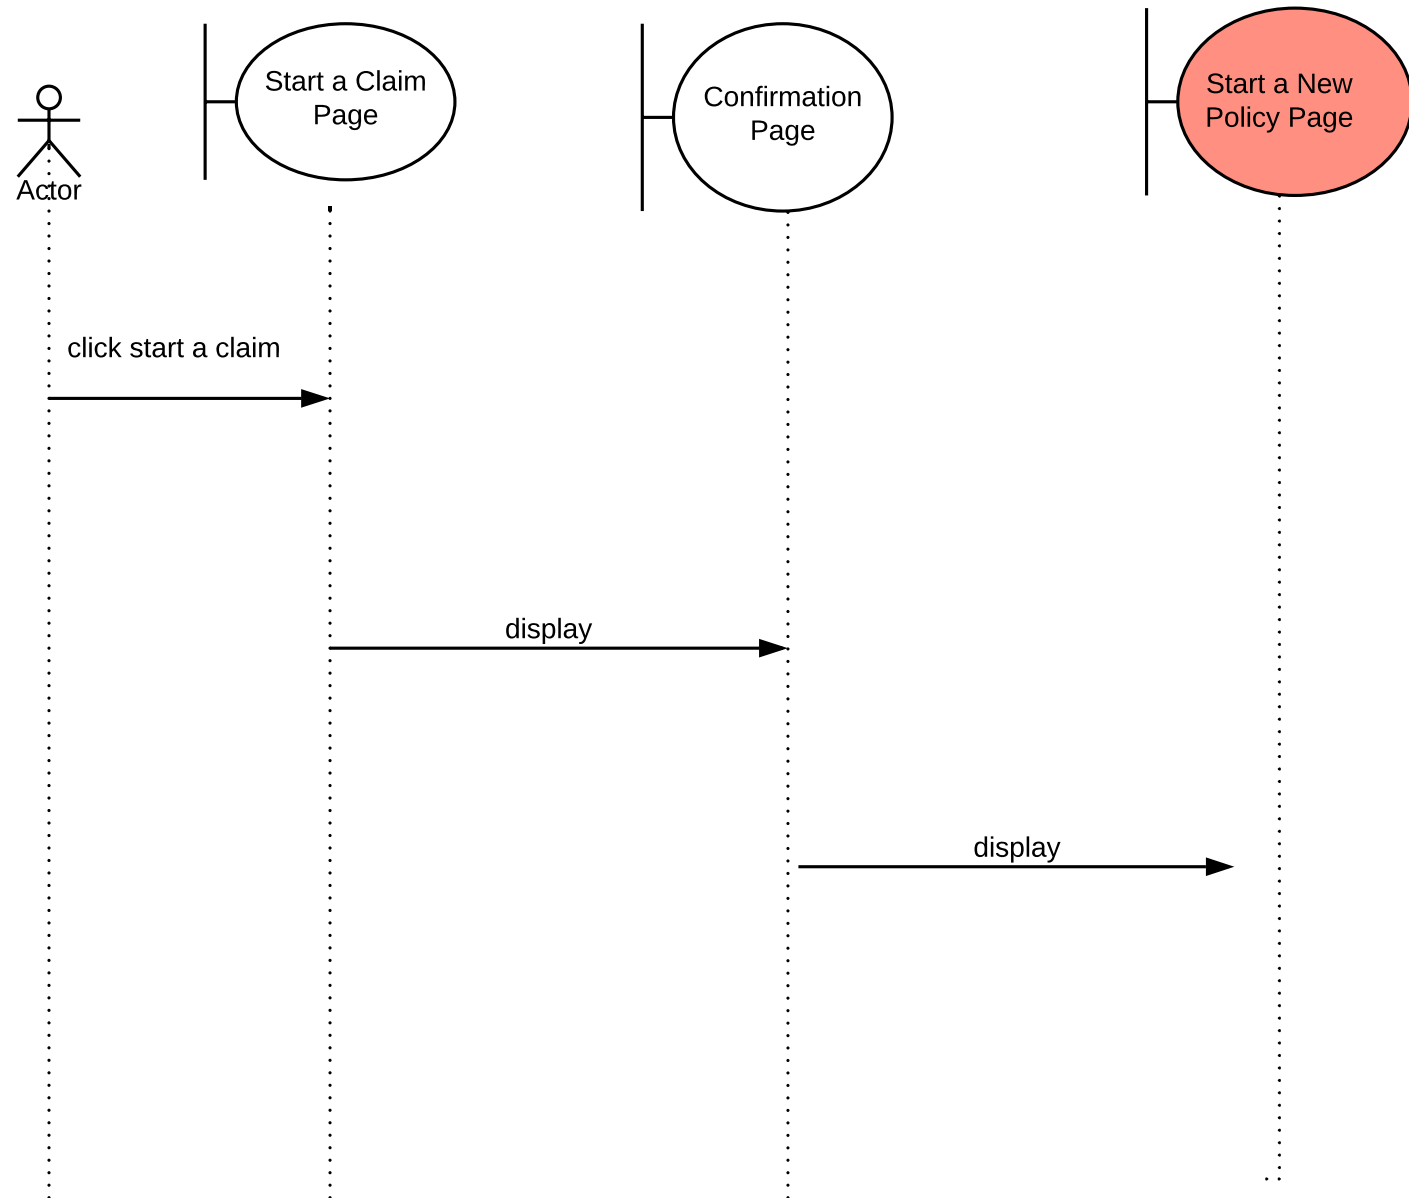 Start a Claim
Page
Confirmation
Page
Start a New
Policy Page
Actor
click start a claim
display
display